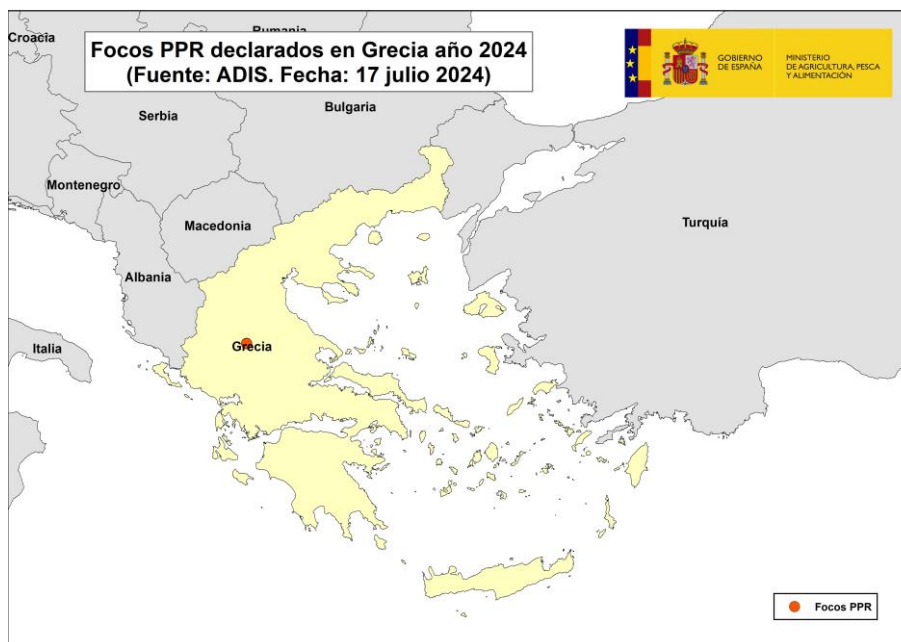 Croacia
Rumania
Focos PPR declarados en Grecia año 2024
(Fuente: ADIS. Fecha: 17 julio 2024)
GOBIERNO
DE ESPAÑA
MINISTERIO
DE AGRICULTURA, PESCA
Y ALIMENTACIÓN
Serbia
Bulgaria
Montenegro
Macedonia
Turquía
Albania
Italia
Grecia
Focos PPR